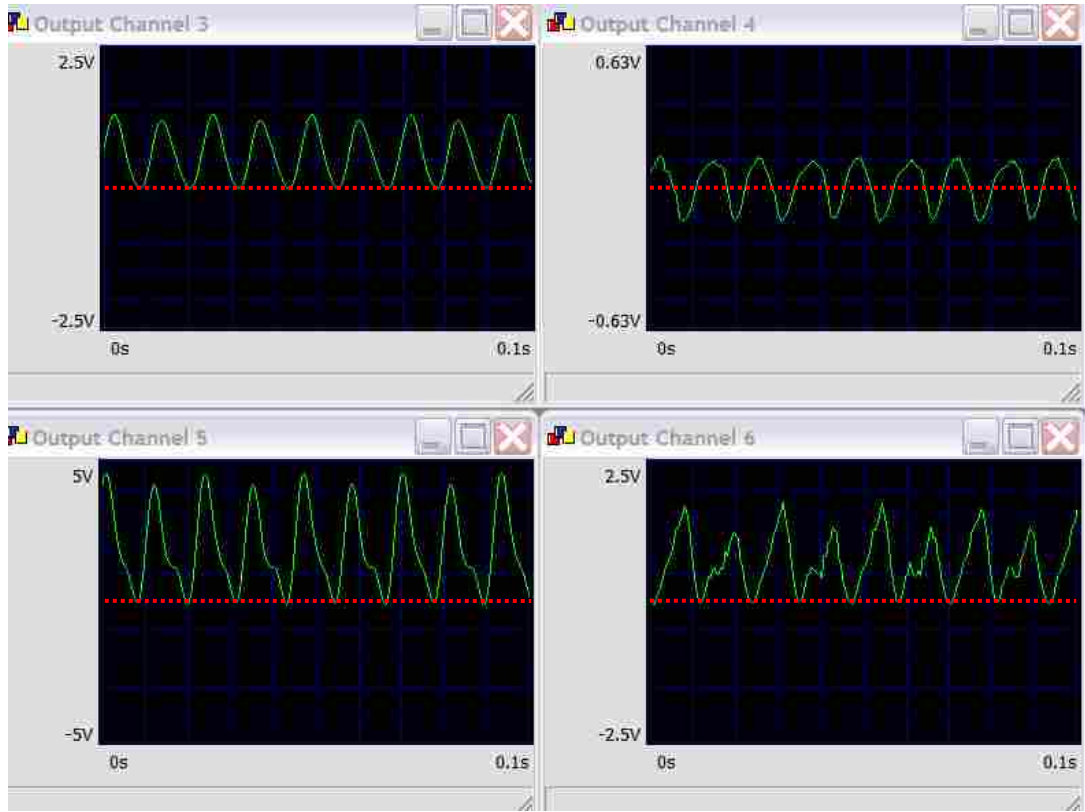 Output Channel 3
2.5V
-2.5V
0s 0.1s
Output Channel 4
0.63V
-0.63V
0s 0.1s
Output Channel 5
5V
-5V
0s 0.1s
Output Channel 6
2.5V
-2.5V
0s 0.1s